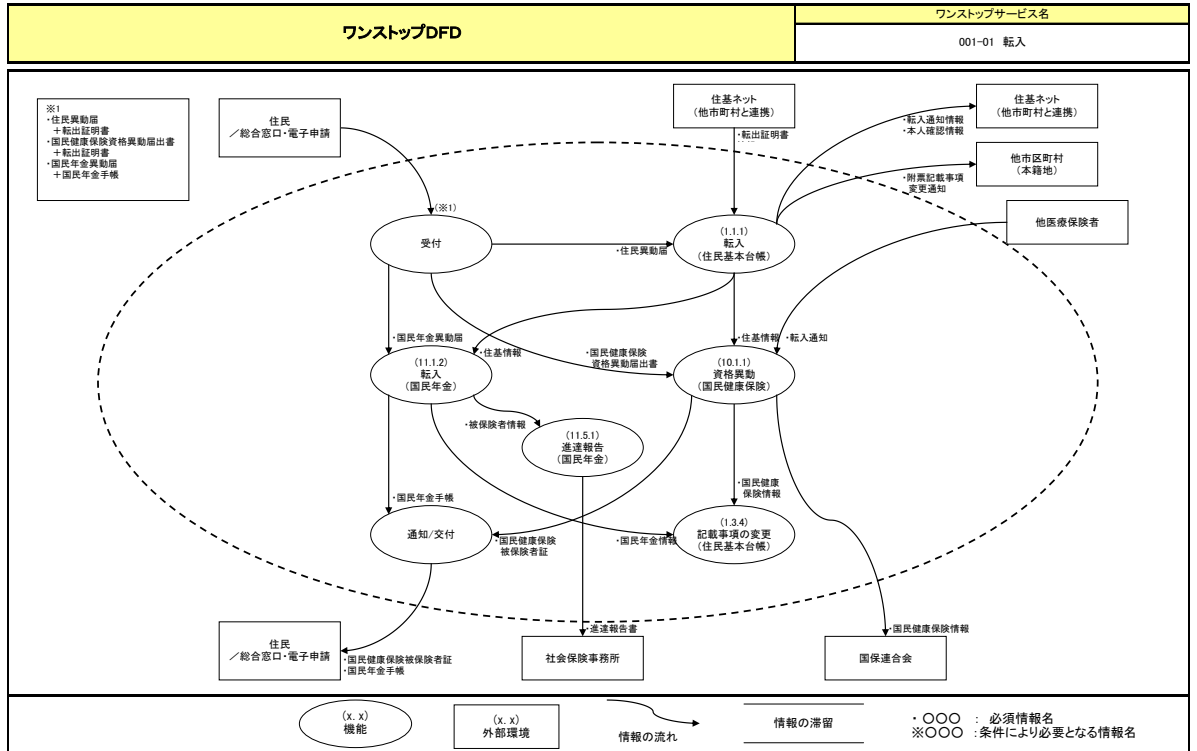 ワンストップDFD
ワンストップサービス名
001-01 転入
※1
・住民異動届
＋転出証明書
・国民健康保険資格異動届出書
＋転出証明書
・国民年金異動届
＋国民年金手帳
住民
／総合窓口・電子申請
住基ネット
(他市町村と連携)
・転出証明書
住基ネット
(他市町村と連携)
・転入通知情報
・本人確認情報
他市区町村
(本籍地)
・附票記載事項
変更通知
他医療保険者
(※1)
受付
・住民異動届
(1.1.1)
転入
(住民基本台帳)
・国民年金異動届
・住基情報
・国民健康保険
資格異動届出書
・住基情報
・転入通知
(11.1.2)
転入
(国民年金)
(10.1.1)
資格異動
(国民健康保険)
・被保険者情報
(11.5.1)
進達報告
(国民年金)
・国民健康
保険情報
・国民年金手帳
通知/交付
・国民健康保険
被保険者証
・国民年金情報
(1.3.4)
記載事項の変更
(住民基本台帳)
住民
／総合窓口・電子申請
・国民健康保険被保険者証
・国民年金手帳
・進達報告書
社会保険事務所
・国民健康保険情報
国保連合会
(x.x)
機能
(x.x)
外部環境
情報の流れ
情報の滞留
・○○○ : 必須情報名
※○○○ :条件により必要となる情報名